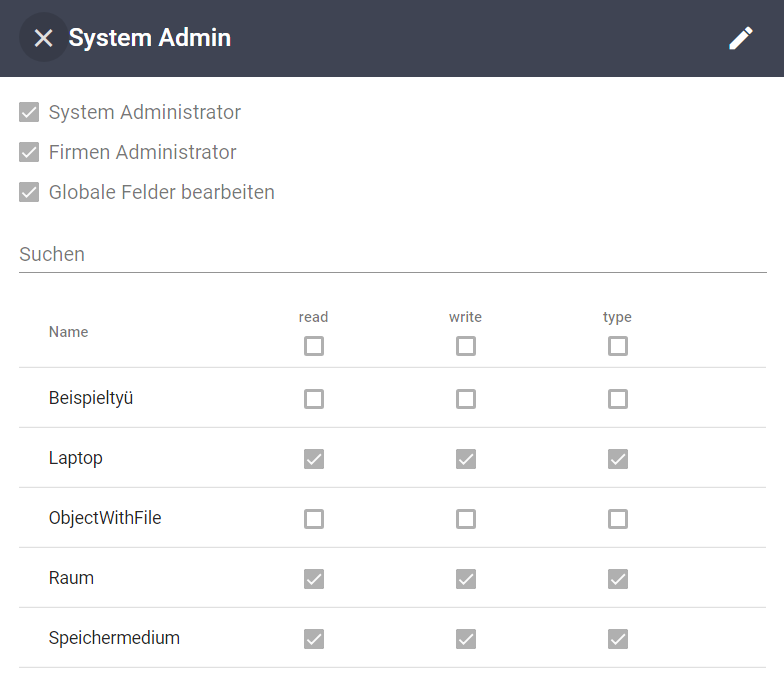 System Admin
System Administrator
Firmen Administrator
Globale Felder bearbeiten
Suchen
Name read write type
Beispieltyü
Laptop
ObjectWithFile
Raum
Speichermedium